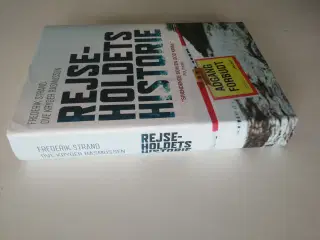 FREDERIK STRAND
OVE KRYGER RASMUSSEN
REJSE-
HOLDETS
HISTORIE
ADGANG
FORBUDT
FREDERIK STRAND
OVE KRYGER RASMUSSEN
REJSE-
HOLDETS
HISTORIE